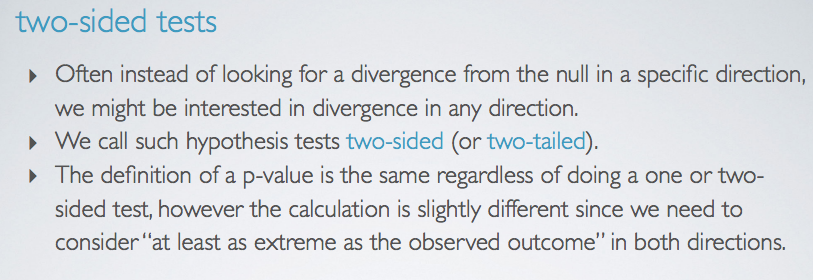 two-sided tests
Often instead of looking for a divergence from the null in a specific direction,
we might be interested in divergence in any direction.
We call such hypothesis tests two-sided (or two-tailed).
The definition of a p-value is the same regardless of doing a one or two-
sided test, however the calculation is slightly different since we need to
consider “at least as extreme as the observed outcome” in both directions.